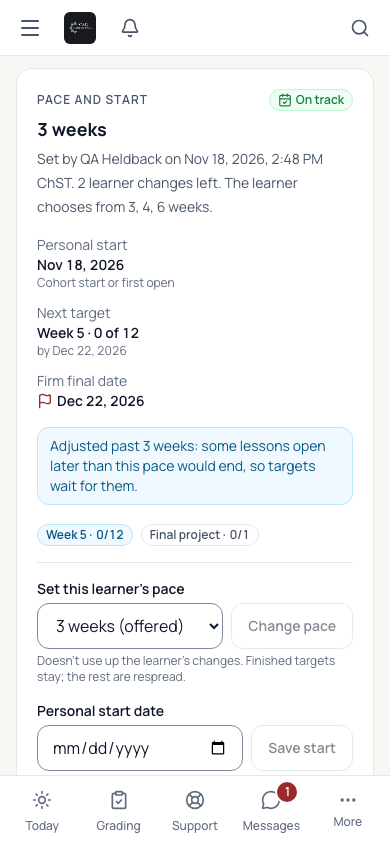 PACE AND START
On track
3 weeks
Set by QA Heldback on Nov 18, 2026, 2:48 PM
ChST. 2 learner changes left. The learner
chooses from 3, 4, 6 weeks.
Personal start
Nov 18, 2026
Cohort start or first open
Next target
Week 5 · 0 of 12
by Dec 22, 2026
Firm final date
Dec 22, 2026
Adjusted past 3 weeks: some lessons open
later than this pace would end, so targets
wait for them.
Week 5 · 0/12
Final project · 0/1
Set this learner's pace
3 weeks (offered)
Change pace
Doesn't use up the learner's changes. Finished targets
stay; the rest are respread.
Personal start date
mm/dd/yyyy
Save start
1
Today
Grading
Support
Messages
More